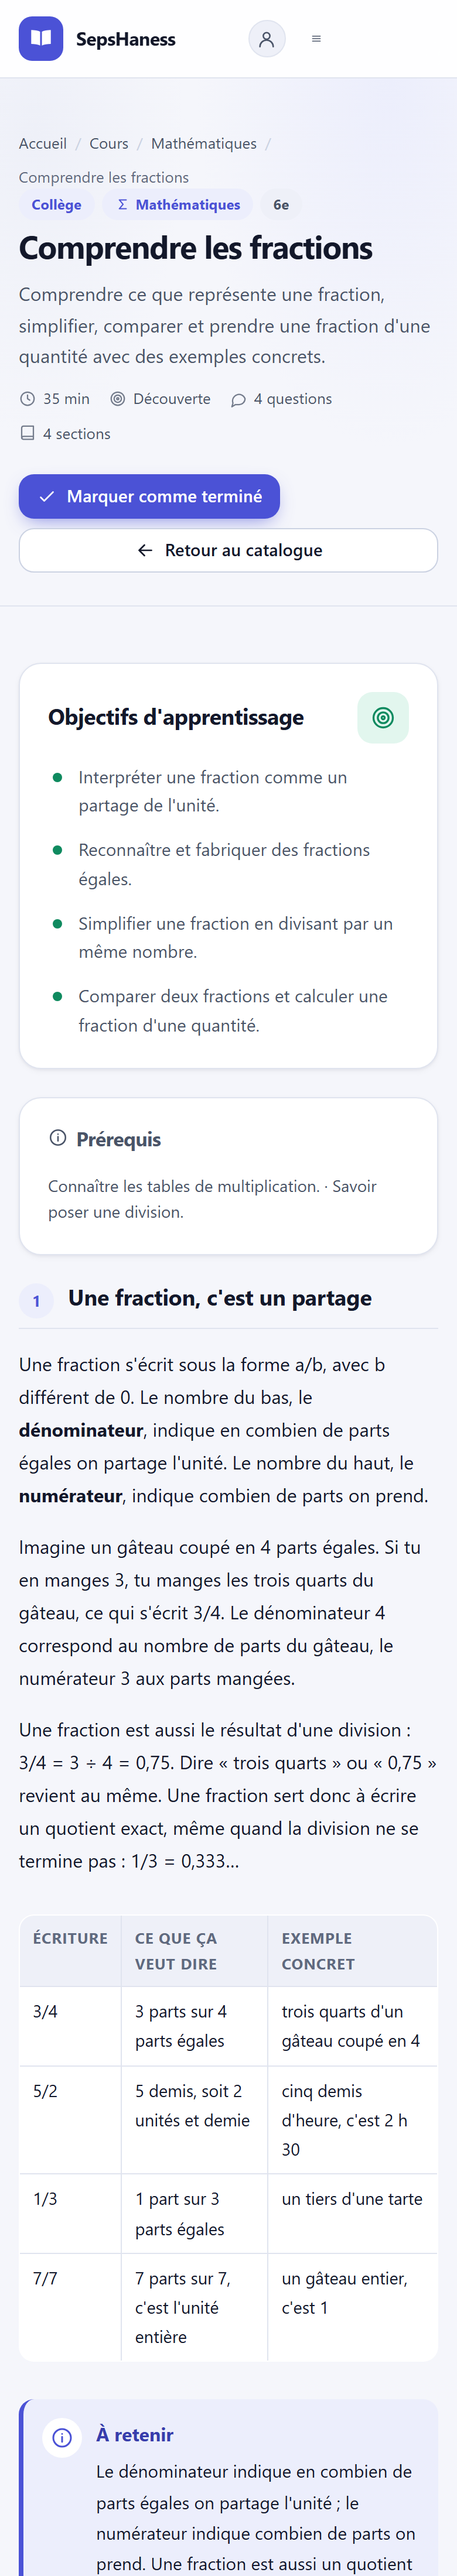 SepsHaness
Accueil / Cours / Mathématiques /
Comprendre les fractions
Collège Σ Mathématiques 6e
Comprendre les fractions
Comprendre ce que représente une fraction,
simplifier, comparer et prendre une fraction d'une
quantité avec des exemples concrets.
35 min Découverte 4 questions
4 sections
Marquer comme terminé
Retour au catalogue
Objectifs d'apprentissage
Interpréter une fraction comme un
partage de l'unité.
Reconnaître et fabriquer des fractions
égales.
Simplifier une fraction en divisant par un
même nombre.
Comparer deux fractions et calculer une
fraction d'une quantité.
Prérequis
Connaître les tables de multiplication. · Savoir
poser une division.
1 Une fraction, c'est un partage
Une fraction s'écrit sous la forme a/b, avec b
différent de 0. Le nombre du bas, le
dénominateur, indique en combien de parts
égales on partage l'unité. Le nombre du haut, le
numérateur, indique combien de parts on prend.
Imagine un gâteau coupé en 4 parts égales. Si tu
en manges 3, tu manges les trois quarts du
gâteau, ce qui s'écrit 3/4. Le dénominateur 4
correspond au nombre de parts du gâteau, le
numérateur 3 aux parts mangées.
Une fraction est aussi le résultat d'une division :
3/4 = 3 ÷ 4 = 0,75. Dire « trois quarts » ou « 0,75 »
revient au même. Une fraction sert donc à écrire
un quotient exact, même quand la division ne se
termine pas : 1/3 = 0,333…
ÉCRITURE CE QUE ÇA EXEMPLE
VEUT DIRE CONCRET
3/4 3 parts sur 4 trois quarts d'un
parts égales gâteau coupé en 4
5/2 5 demis, soit 2 cinq demis
unités et demie d'heure, c'est 2 h
30
1/3 1 part sur 3 un tiers d'une tarte
parts égales
7/7 7 parts sur 7, un gâteau entier,
c'est l'unité c'est 1
entière
À retenir
Le dénominateur indique en combien de
parts égales on partage l'unité ; le
numérateur indique combien de parts on
prend. Une fraction est aussi un quotient